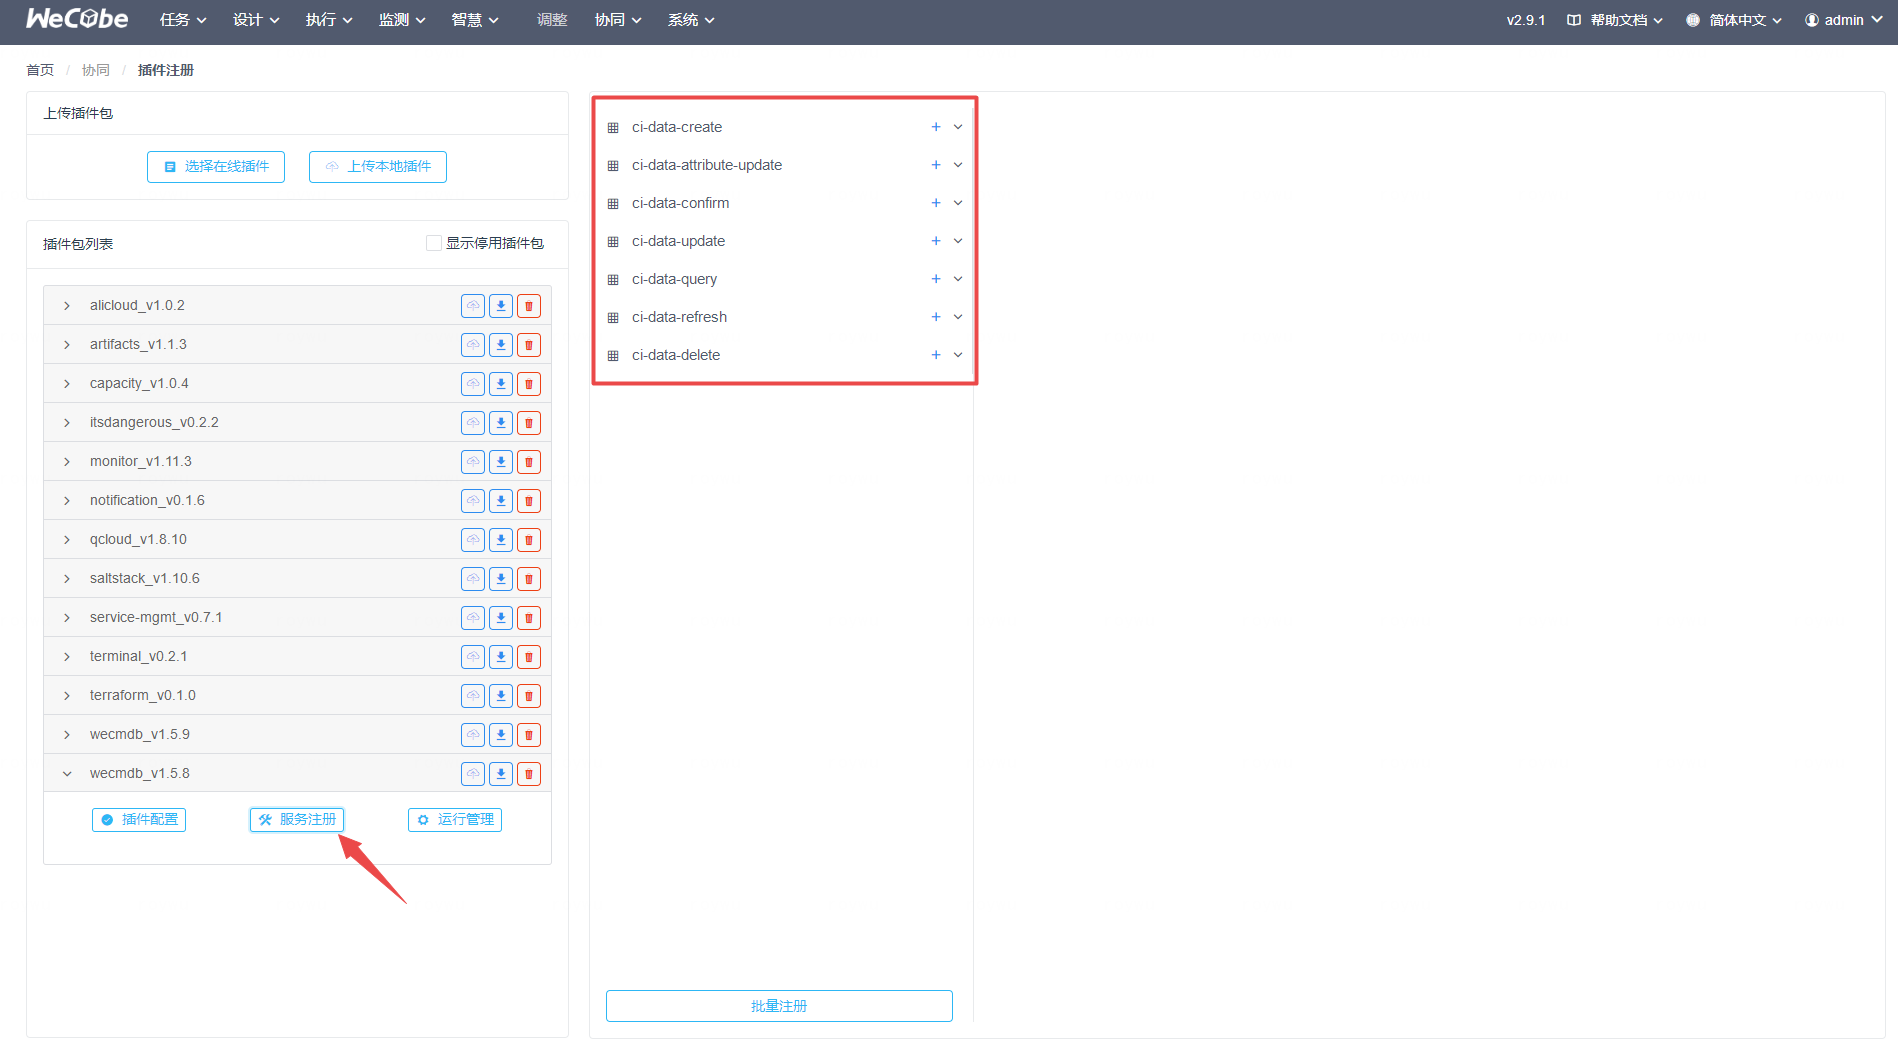 WeCube 任务 设计 执行 监测 智慧 调整 协同 系统 v2.9.1 帮助文档 简体中文 admin
首页 / 协同 / 插件注册
上传插件包
选择在线插件 上传本地插件
插件包列表 显示停用插件包
alicloud_v1.0.2
artifacts_v1.1.3
capacity_v1.0.4
itsdangerous_v0.2.2
monitor_v1.11.3
notification_v0.1.6
qcloud_v1.8.10
saltstack_v1.10.6
service-mgmt_v0.7.1
terminal_v0.2.1
terraform_v0.1.0
wecmdb_v1.5.9
wecmdb_v1.5.8
插件配置 服务注册 运行管理
ci-data-create
ci-data-attribute-update
ci-data-confirm
ci-data-update
ci-data-query
ci-data-refresh
ci-data-delete
批量注册